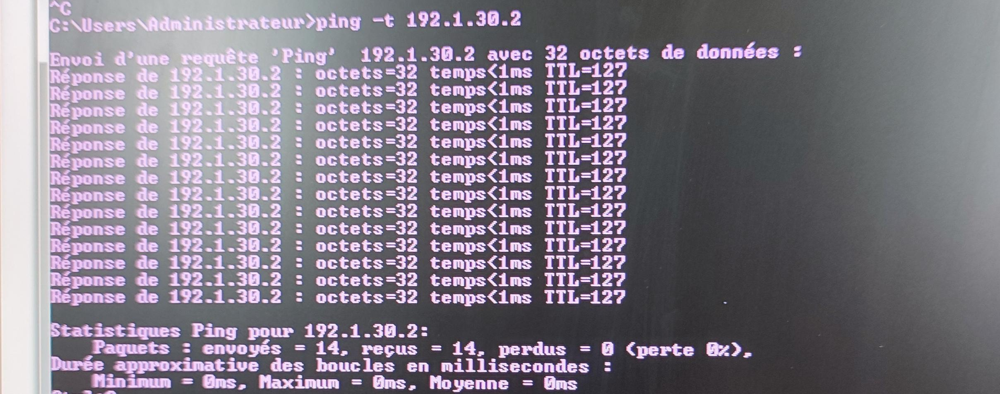 ^C
C:\Users\Administrateur>ping -t 192.1.30.2
Envoi d'une requête 'Ping'  192.1.30.2 avec 32 octets de données :
Réponse de 192.1.30.2 : octets=32 temps<1ms TTL=127
Réponse de 192.1.30.2 : octets=32 temps<1ms TTL=127
Réponse de 192.1.30.2 : octets=32 temps<1ms TTL=127
Réponse de 192.1.30.2 : octets=32 temps<1ms TTL=127
Réponse de 192.1.30.2 : octets=32 temps<1ms TTL=127
Réponse de 192.1.30.2 : octets=32 temps<1ms TTL=127
Réponse de 192.1.30.2 : octets=32 temps<1ms TTL=127
Réponse de 192.1.30.2 : octets=32 temps<1ms TTL=127
Réponse de 192.1.30.2 : octets=32 temps<1ms TTL=127
Réponse de 192.1.30.2 : octets=32 temps<1ms TTL=127
Réponse de 192.1.30.2 : octets=32 temps<1ms TTL=127
Réponse de 192.1.30.2 : octets=32 temps<1ms TTL=127
Réponse de 192.1.30.2 : octets=32 temps<1ms TTL=127
Réponse de 192.1.30.2 : octets=32 temps<1ms TTL=127
Statistiques Ping pour 192.1.30.2:
Paquets : envoyés = 14, reçus = 14, perdus = 0 (perte 0%),
Durée approximative des boucles en millisecondes :
Minimum = 0ms, Maximum = 0ms, Moyenne = 0ms